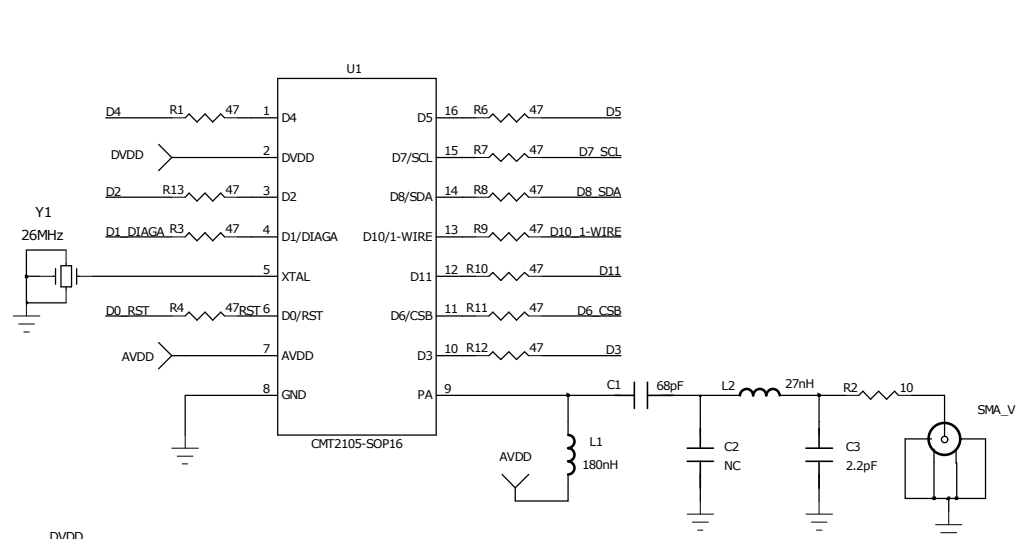 U1
D4 R1 47 1 D4 D5 16 R6 47 D5
DVDD 2 DVDD D7/SCL 15 R7 47 D7_SCL
D2 R13 47 3 D2 D8/SDA 14 R8 47 D8_SDA
Y1
26MHz
D1_DIAGA R3 47 4 D1/DIAGA D10/1-WIRE 13 R9 47 D10_1-WIRE
5 XTAL D11 12 R10 47 D11
D0_RST R4 47 RST 6 D0/RST D6/CSB 11 R11 47 D6_CSB
AVDD 7 AVDD D3 10 R12 47 D3
8 GND PA 9 C1 68pF L2 27nH R2 10
SMA_V
CMT2105-SOP16
L1
180nH
AVDD
C2
NC
C3
2.2pF
DVDD